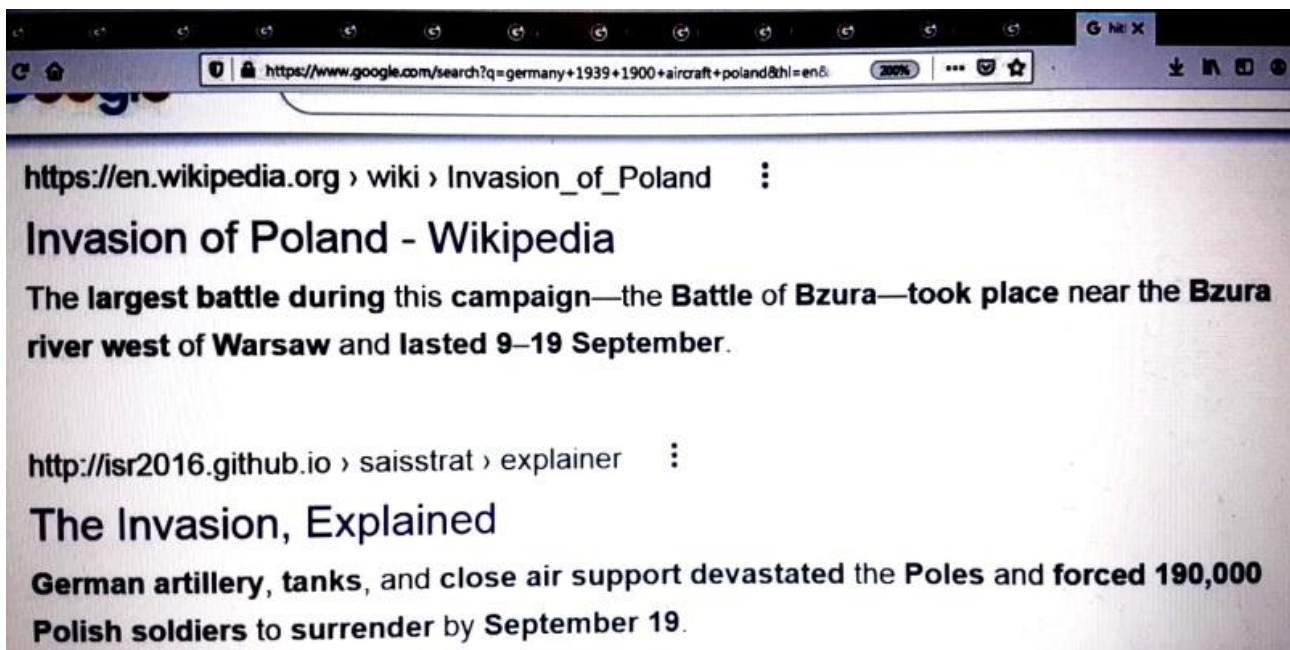 G hit X
https://www.google.com/search?q=germany+1939+1900+aircraft+poland&hl=en&
200%
https://en.wikipedia.org › wiki › Invasion_of_Poland
Invasion of Poland - Wikipedia
The largest battle during this campaign—the Battle of Bzura—took place near the Bzura
river west of Warsaw and lasted 9–19 September.
http://isr2016.github.io › saisstrat › explainer
The Invasion, Explained
German artillery, tanks, and close air support devastated the Poles and forced 190,000
Polish soldiers to surrender by September 19.